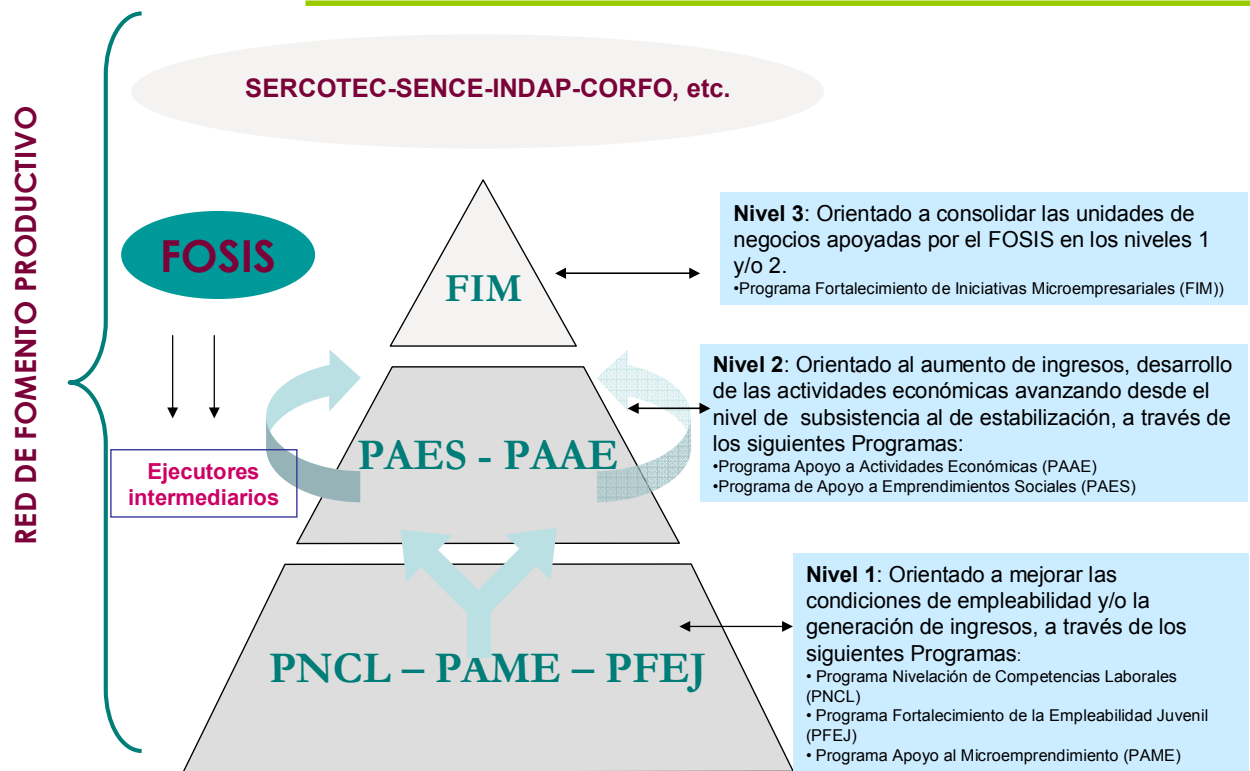 RED DE FOMENTO PRODUCTIVO
SERCOTEC-SENCE-INDAP-CORFO, etc.
FOSIS
Ejecutores
intermediarios
FIM
PAES - PAAE
PNCL – PAME – PFEJ
Nivel 3: Orientado a consolidar las unidades de
negocios apoyadas por el FOSIS en los niveles 1
y/o 2.
•Programa Fortalecimiento de Iniciativas Microempresariales (FIM))
Nivel 2: Orientado al aumento de ingresos, desarrollo
de las actividades económicas avanzando desde el
nivel de subsistencia al de estabilización, a través de
los siguientes Programas:
•Programa Apoyo a Actividades Económicas (PAAE)
•Programa de Apoyo a Emprendimientos Sociales (PAES)
Nivel 1: Orientado a mejorar las
condiciones de empleabilidad y/o la
generación de ingresos, a través de los
siguientes Programas:
• Programa Nivelación de Competencias Laborales
(PNCL)
• Programa Fortalecimiento de la Empleabilidad Juvenil
(PFEJ)
• Programa Apoyo al Microemprendimiento (PAME)